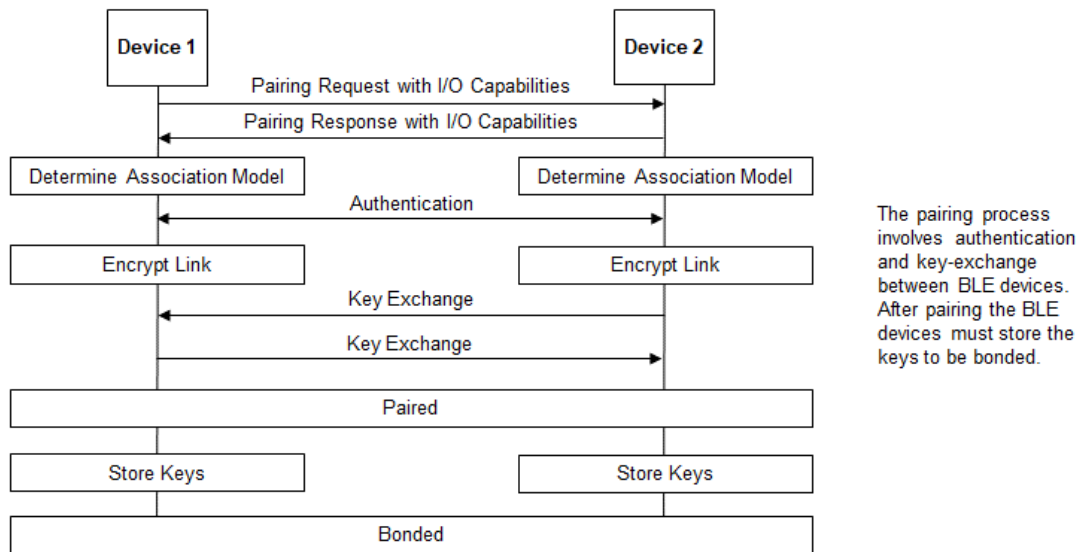 Device 1
Device 2
Pairing Request with I/O Capabilities
Pairing Response with I/O Capabilities
Determine Association Model
Determine Association Model
Authentication
Encrypt Link
Encrypt Link
Key Exchange
Key Exchange
Paired
Store Keys
Store Keys
Bonded
The pairing process
involves authentication
and key-exchange
between BLE devices.
After pairing the BLE
devices must store the
keys to be bonded.